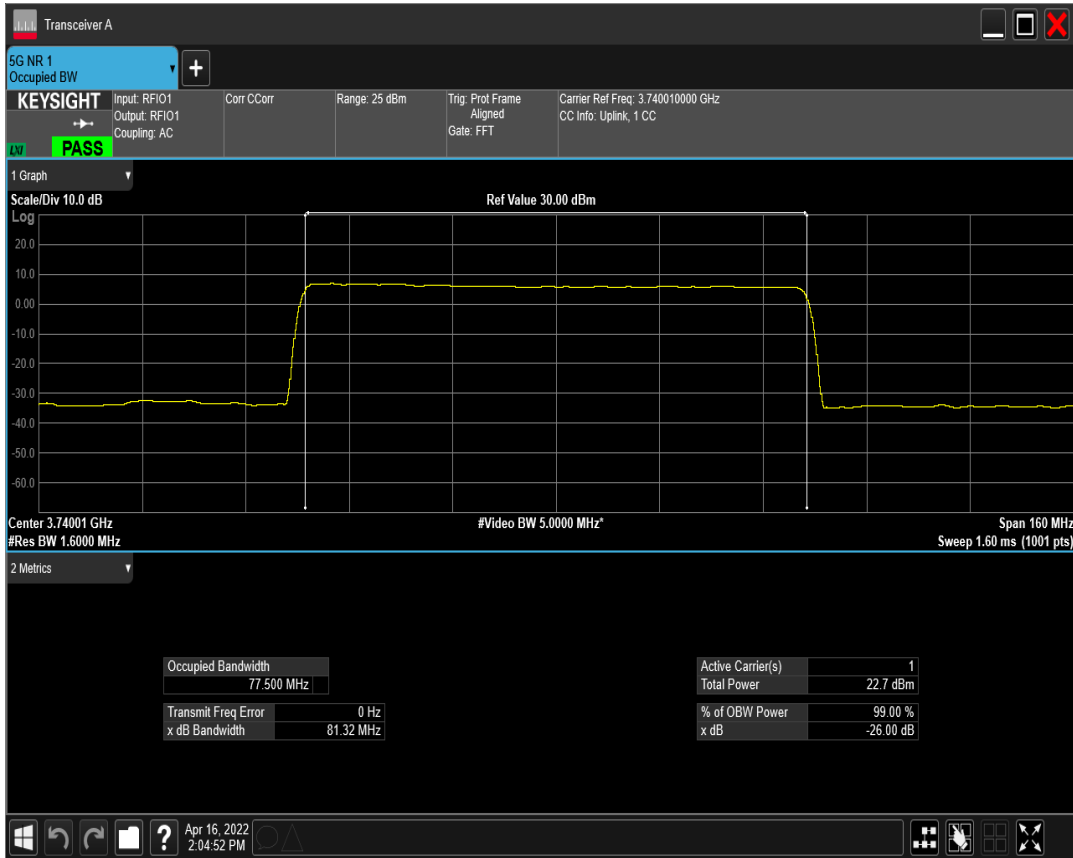 Transceiver A
5G NR 1
Occupied BW
+
KEYSIGHT
LXI
PASS
Input: RFIO1
Output: RFIO1
Coupling: AC
Corr CCorr
Range: 25 dBm
Trig: Prot Frame
Aligned
Gate: FFT
Carrier Ref Freq: 3.740010000 GHz
CC Info: Uplink, 1 CC
1 Graph
Scale/Div 10.0 dB
Ref Value 30.00 dBm
Log
20.0
10.0
0.00
-10.0
-20.0
-30.0
-40.0
-50.0
-60.0
Center 3.74001 GHz
#Video BW 5.0000 MHz*
Span 160 MHz
#Res BW 1.6000 MHz
Sweep 1.60 ms (1001 pts)
2 Metrics
Occupied Bandwidth
77.500 MHz
Transmit Freq Error 0 Hz
x dB Bandwidth 81.32 MHz
Active Carrier(s) 1
Total Power 22.7 dBm
% of OBW Power 99.00 %
x dB -26.00 dB
?
Apr 16, 2022
2:04:52 PM